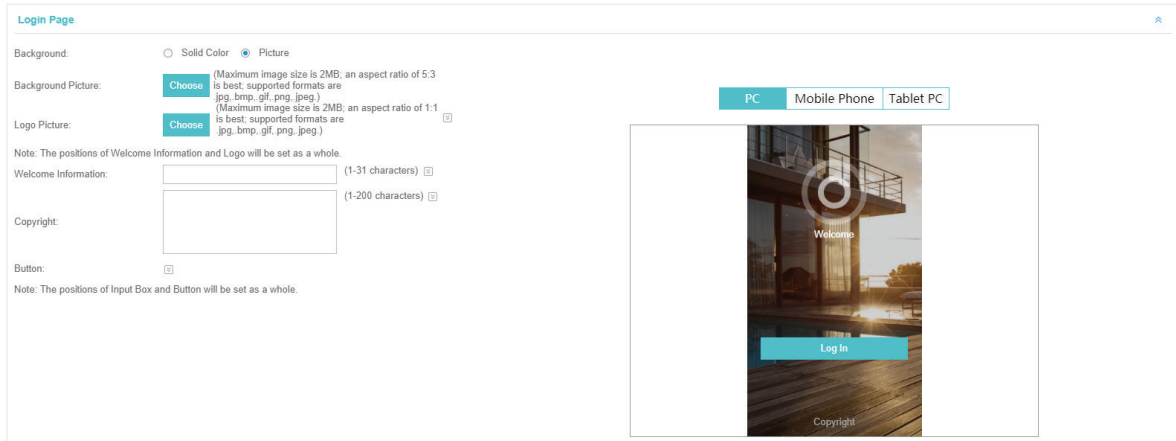 Login Page
Background:
Solid Color
Picture
Background Picture:
Choose
(Maximum image size is 2MB; an aspect ratio of 5:3
is best; supported formats are
.jpg,.bmp,.gif,.png,.jpeg.)
Logo Picture:
Choose
(Maximum image size is 2MB; an aspect ratio of 1:1
is best; supported formats are
.jpg,.bmp,.gif,.png,.jpeg.)
Note: The positions of Welcome Information and Logo will be set as a whole.
Welcome Information:
(1-31 characters)
Copyright:
(1-200 characters)
Button:
Note: The positions of Input Box and Button will be set as a whole.
PC
Mobile Phone
Tablet PC
Welcome
Log In
Copyright